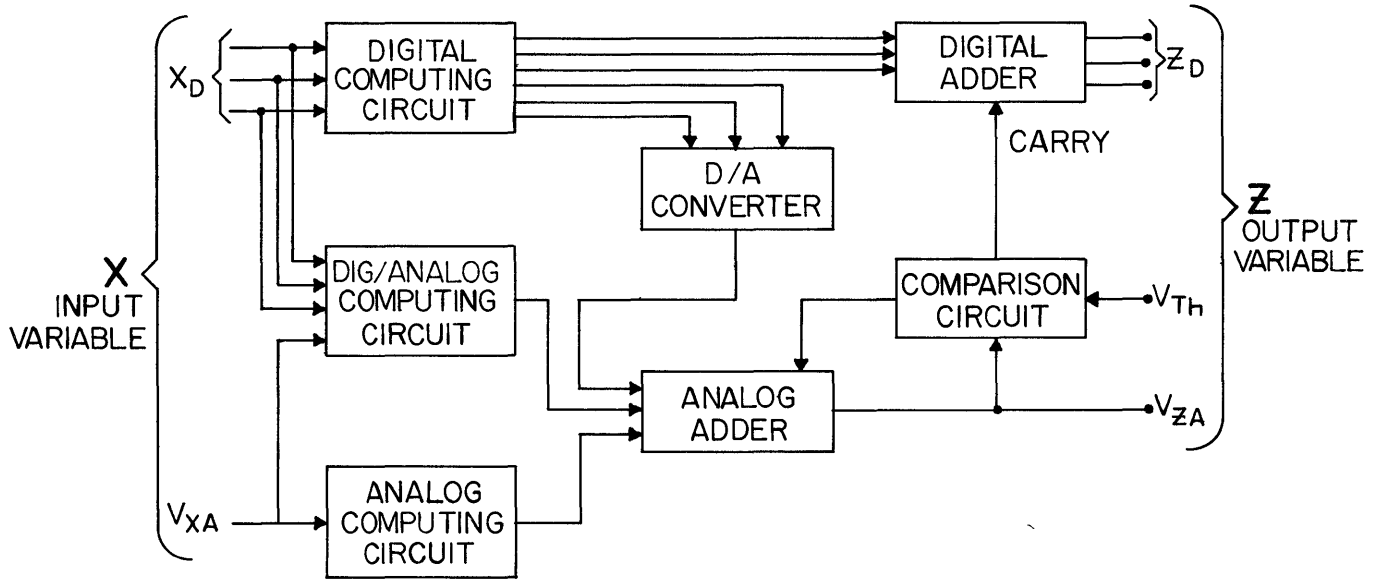 X_D
DIGITAL
COMPUTING
CIRCUIT
DIGITAL
ADDER
Z_D
CARRY
D/A
CONVERTER
X
INPUT
VARIABLE
DIG/ANALOG
COMPUTING
CIRCUIT
COMPARISON
CIRCUIT
V_Th
Z
OUTPUT
VARIABLE
ANALOG
ADDER
V_ZA
V_XA
ANALOG
COMPUTING
CIRCUIT